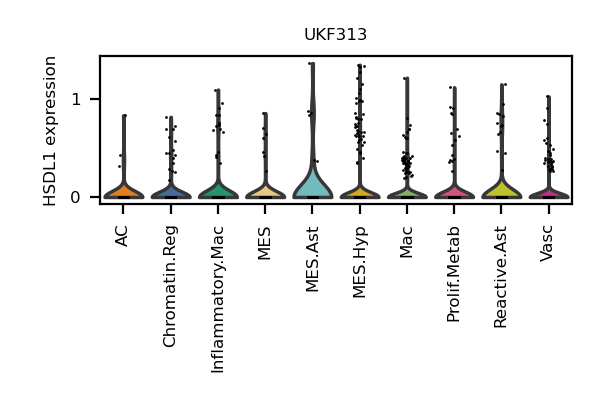 UKF313
HSDL1 expression
1
0
AC
Chromatin.Reg
Inflammatory.Mac
MES
MES.Ast
MES.Hyp
Mac
Prolif.Metab
Reactive.Ast
Vasc